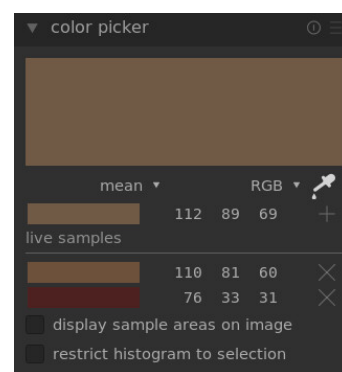 color picker
mean RGB
112 89 69
live samples
110 81 60
76 33 31
display sample areas on image
restrict histogram to selection